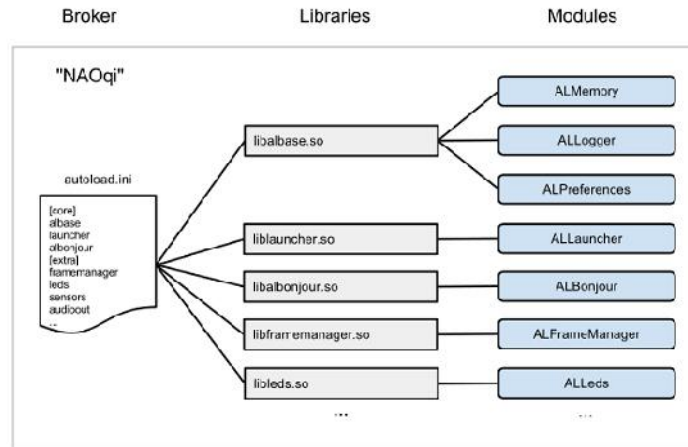 Broker Libraries Modules
"NAOqi"
autoload.ini
[core]
albase
launcher
albonjour
[extra]
framemanager
leds
sensors
audioout
...
libalbase.so
liblauncher.so
libalbonjour.so
libframemanager.so
libleds.so
...
ALMemory
ALLogger
ALPreferences
ALLauncher
ALBonjour
ALFrameManager
ALLeds
...